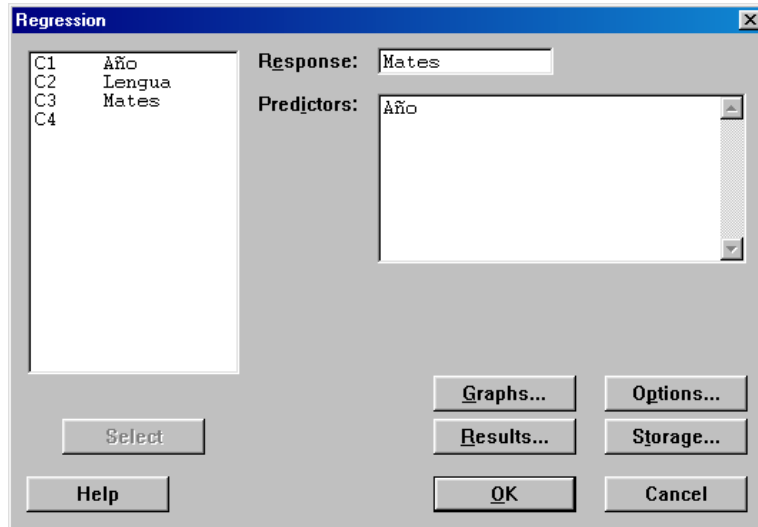 Regression
C1 Año
C2 Lengua
C3 Mates
C4
Response: Mates
Predictors: Año
Graphs... Options...
Select Results... Storage...
Help OK Cancel